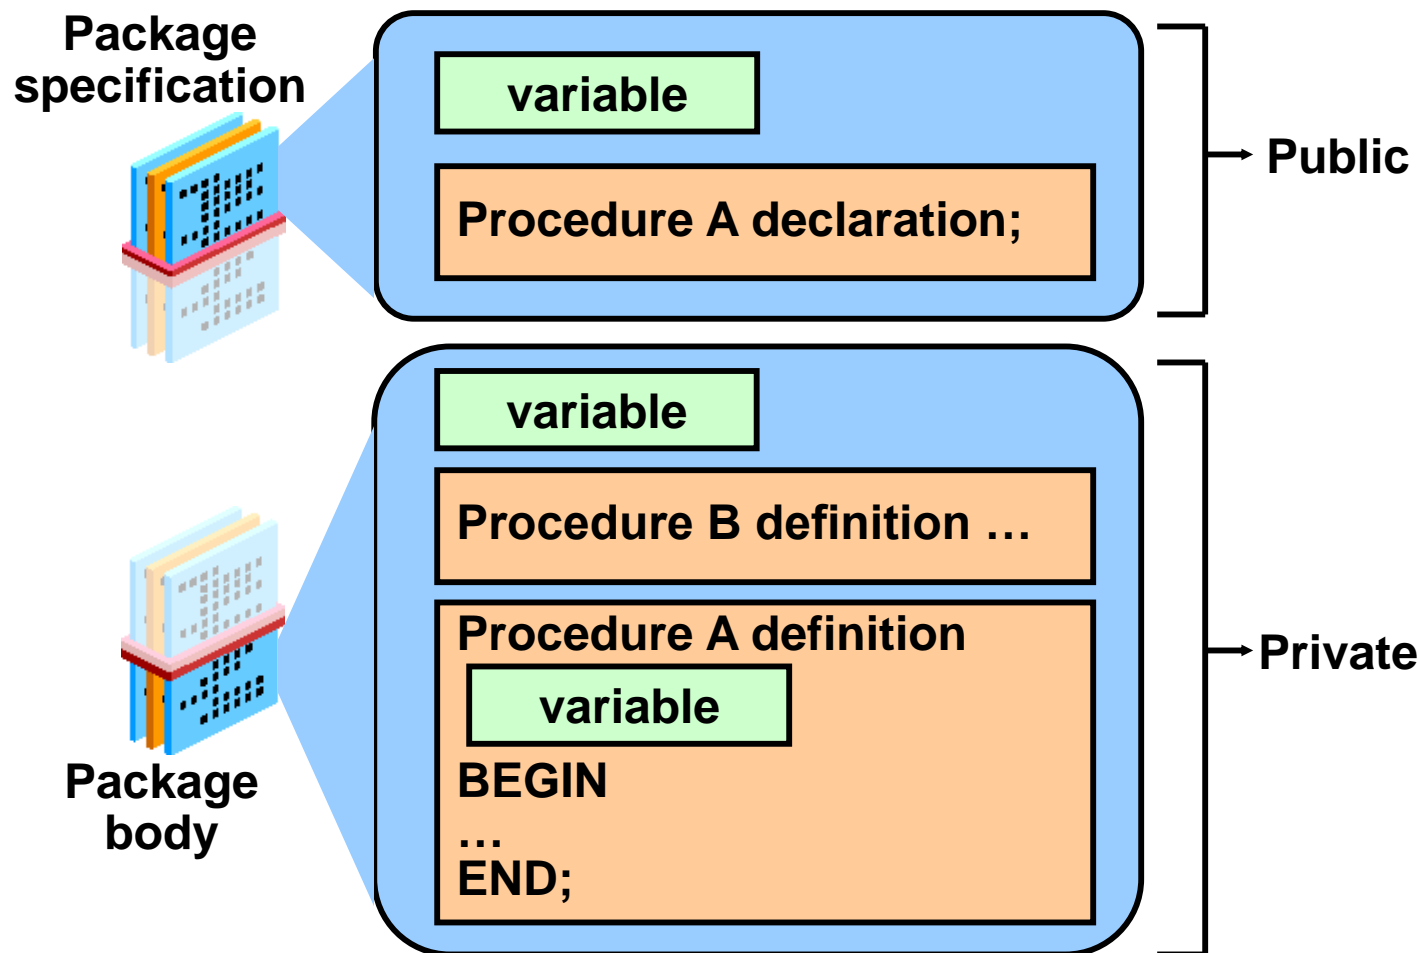 Package
specification
variable
Procedure A declaration;
Public
variable
Procedure B definition …
Procedure A definition
variable
BEGIN
…
END;
Private
Package
body